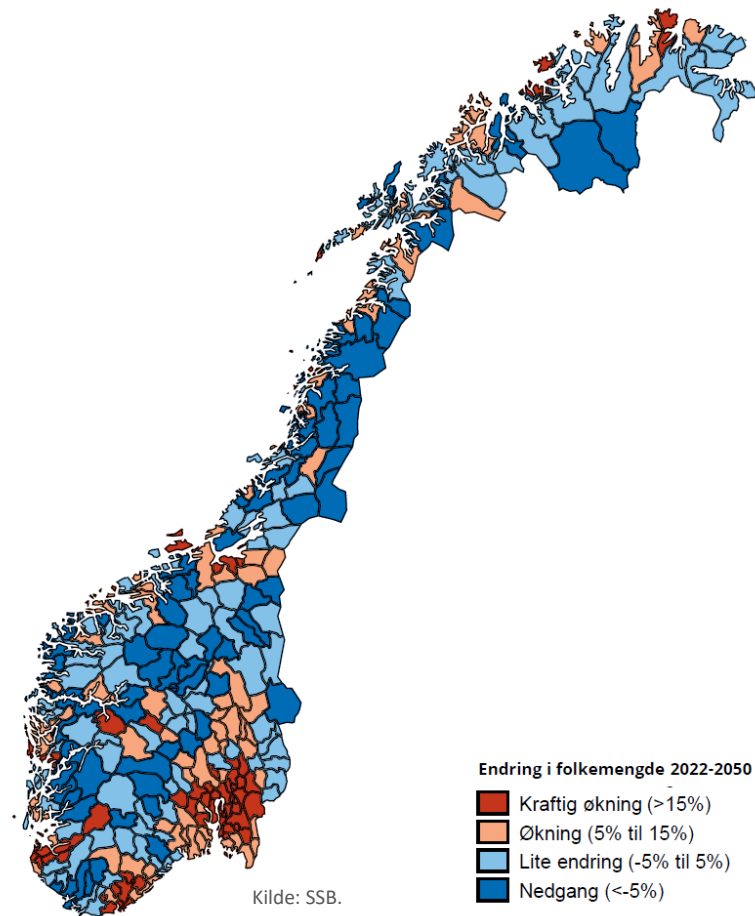 Endring i folkemengde 2022-2050
Kraftig økning (>15%)
Økning (5% til 15%)
Lite endring (-5% til 5%)
Nedgang (<-5%)
Kilde: SSB.